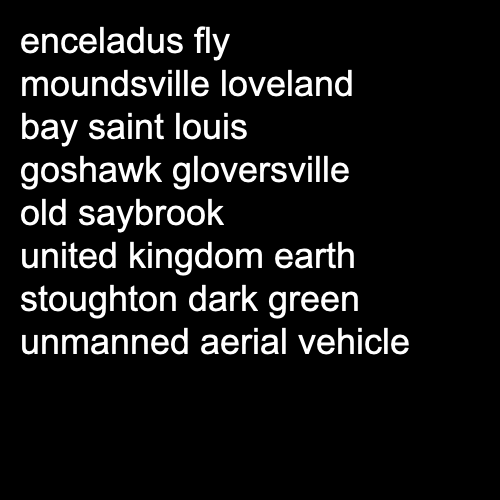 enceladus fly
moundsville loveland
bay saint louis
goshawk gloversville
old saybrook
united kingdom earth
stoughton dark green
unmanned aerial vehicle